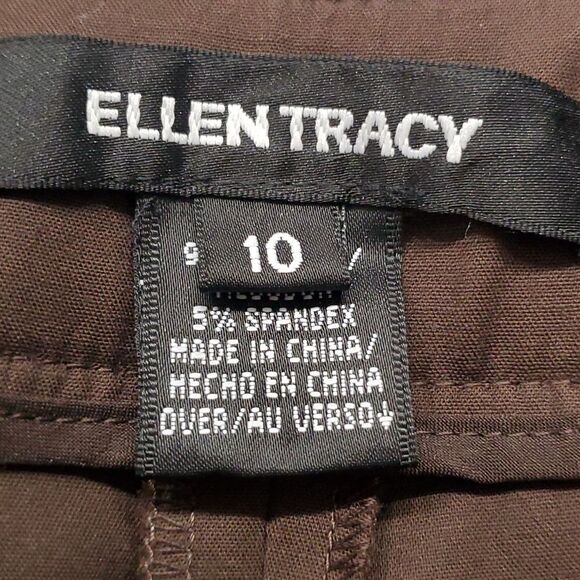 ELLEN TRACY
10
5% SPANDEX
MADE IN CHINA/
HECHO EN CHINA
OVER/AU VERSO